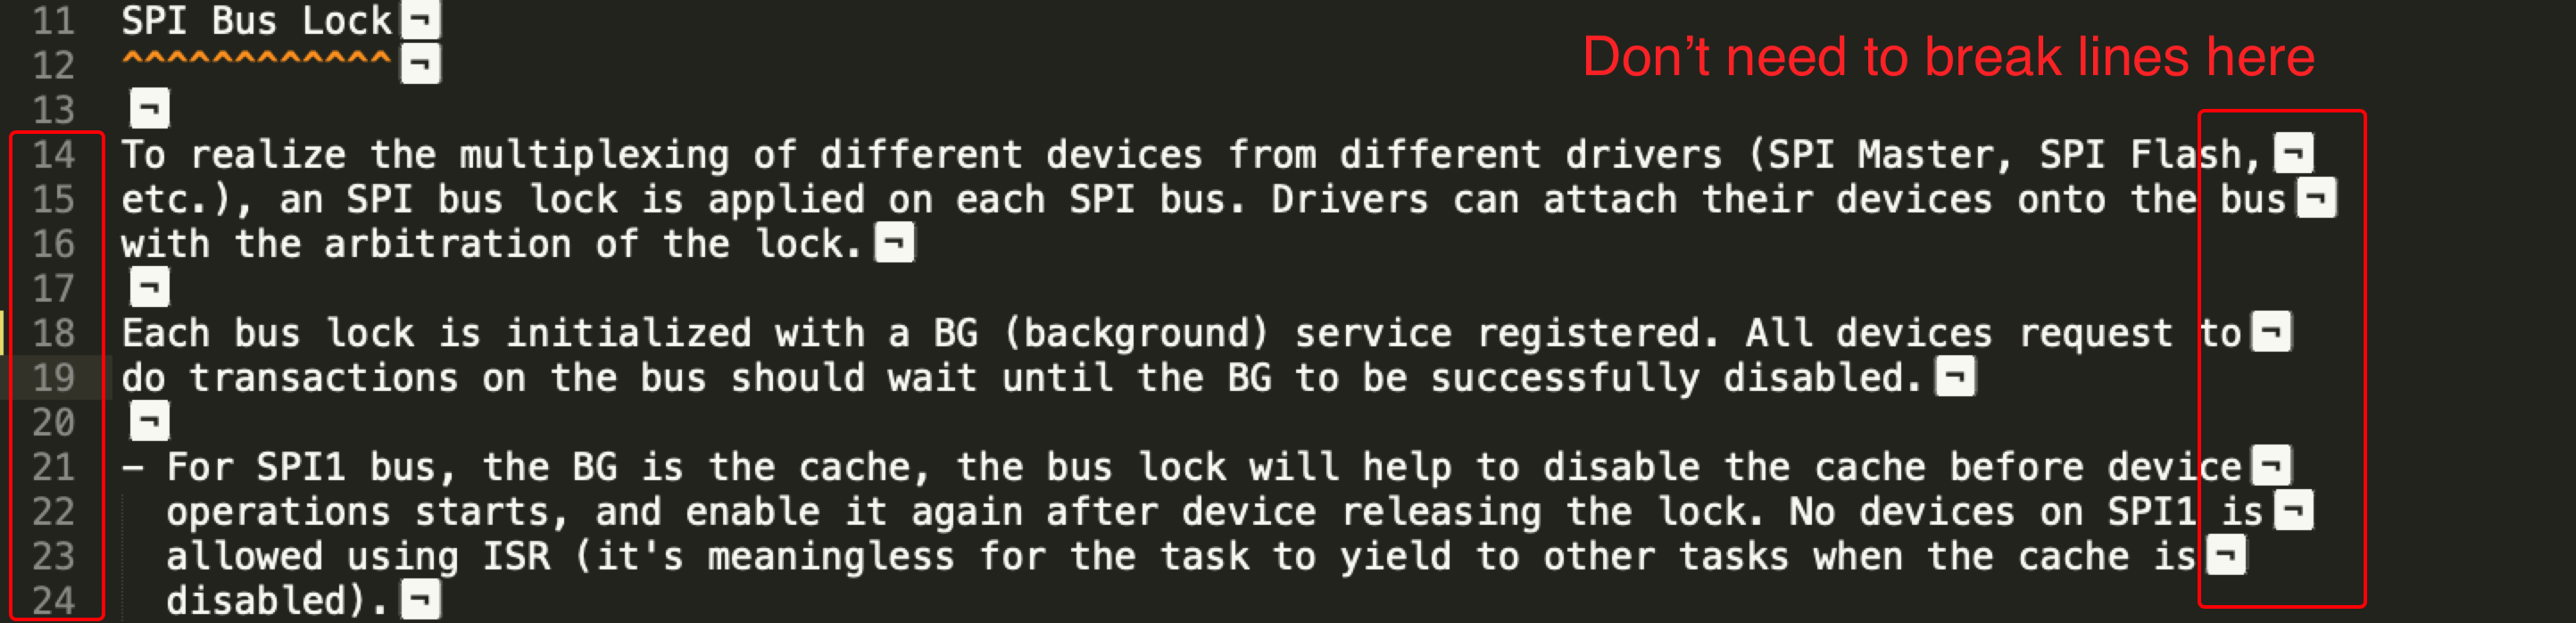 11 SPI Bus Lock¬
12 ^^^^^^^^^^^^¬
Don't need to break lines here
13 ¬
14 To realize the multiplexing of different devices from different drivers (SPI Master, SPI Flash,¬
15 etc.), an SPI bus lock is applied on each SPI bus. Drivers can attach their devices onto the bus¬
16 with the arbitration of the lock.¬
17 ¬
18 Each bus lock is initialized with a BG (background) service registered. All devices request to¬
19 do transactions on the bus should wait until the BG to be successfully disabled.¬
20 ¬
21 - For SPI1 bus, the BG is the cache, the bus lock will help to disable the cache before device¬
22 operations starts, and enable it again after device releasing the lock. No devices on SPI1 is¬
23 allowed using ISR (it's meaningless for the task to yield to other tasks when the cache is¬
24 disabled).¬